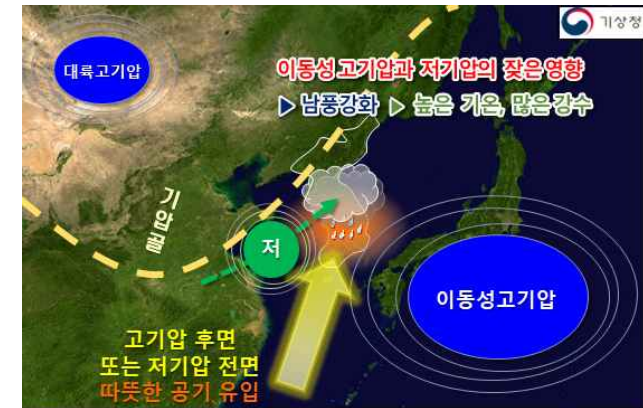 기상청
대륙고기압
이동성 고기압과 저기압의 잦은 영향
▶ 남풍강화 ▷ 높은 기온, 많은 강수
기압골
저
이동성고기압
고기압 후면
또는 저기압 전면
따뜻한 공기 유입